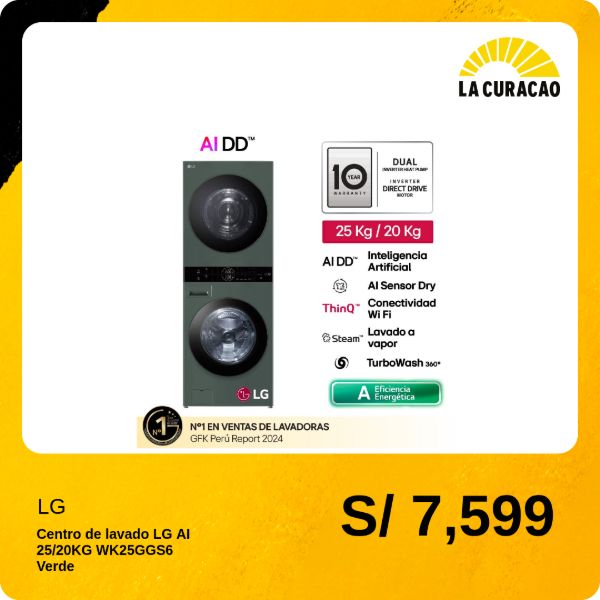 LA CURACAO
AI DD™
LG
10
YEAR
WARRANTY
DUAL
INVERTER HEAT PUMP
INVERTER
DIRECT DRIVE
MOTOR
25 Kg / 20 Kg
AI DD™ Inteligencia
Artificial
AI Sensor Dry
ThinQ™ Conectividad
Wi Fi
Steam™ Lavado a
vapor
TurboWash 360°
A Eficiencia
Energética
N°1
N°1 EN VENTAS DE LAVADORAS
GFK Perú Report 2024
LG
Centro de lavado LG AI
25/20KG WK25GGS6
Verde
S/ 7,599